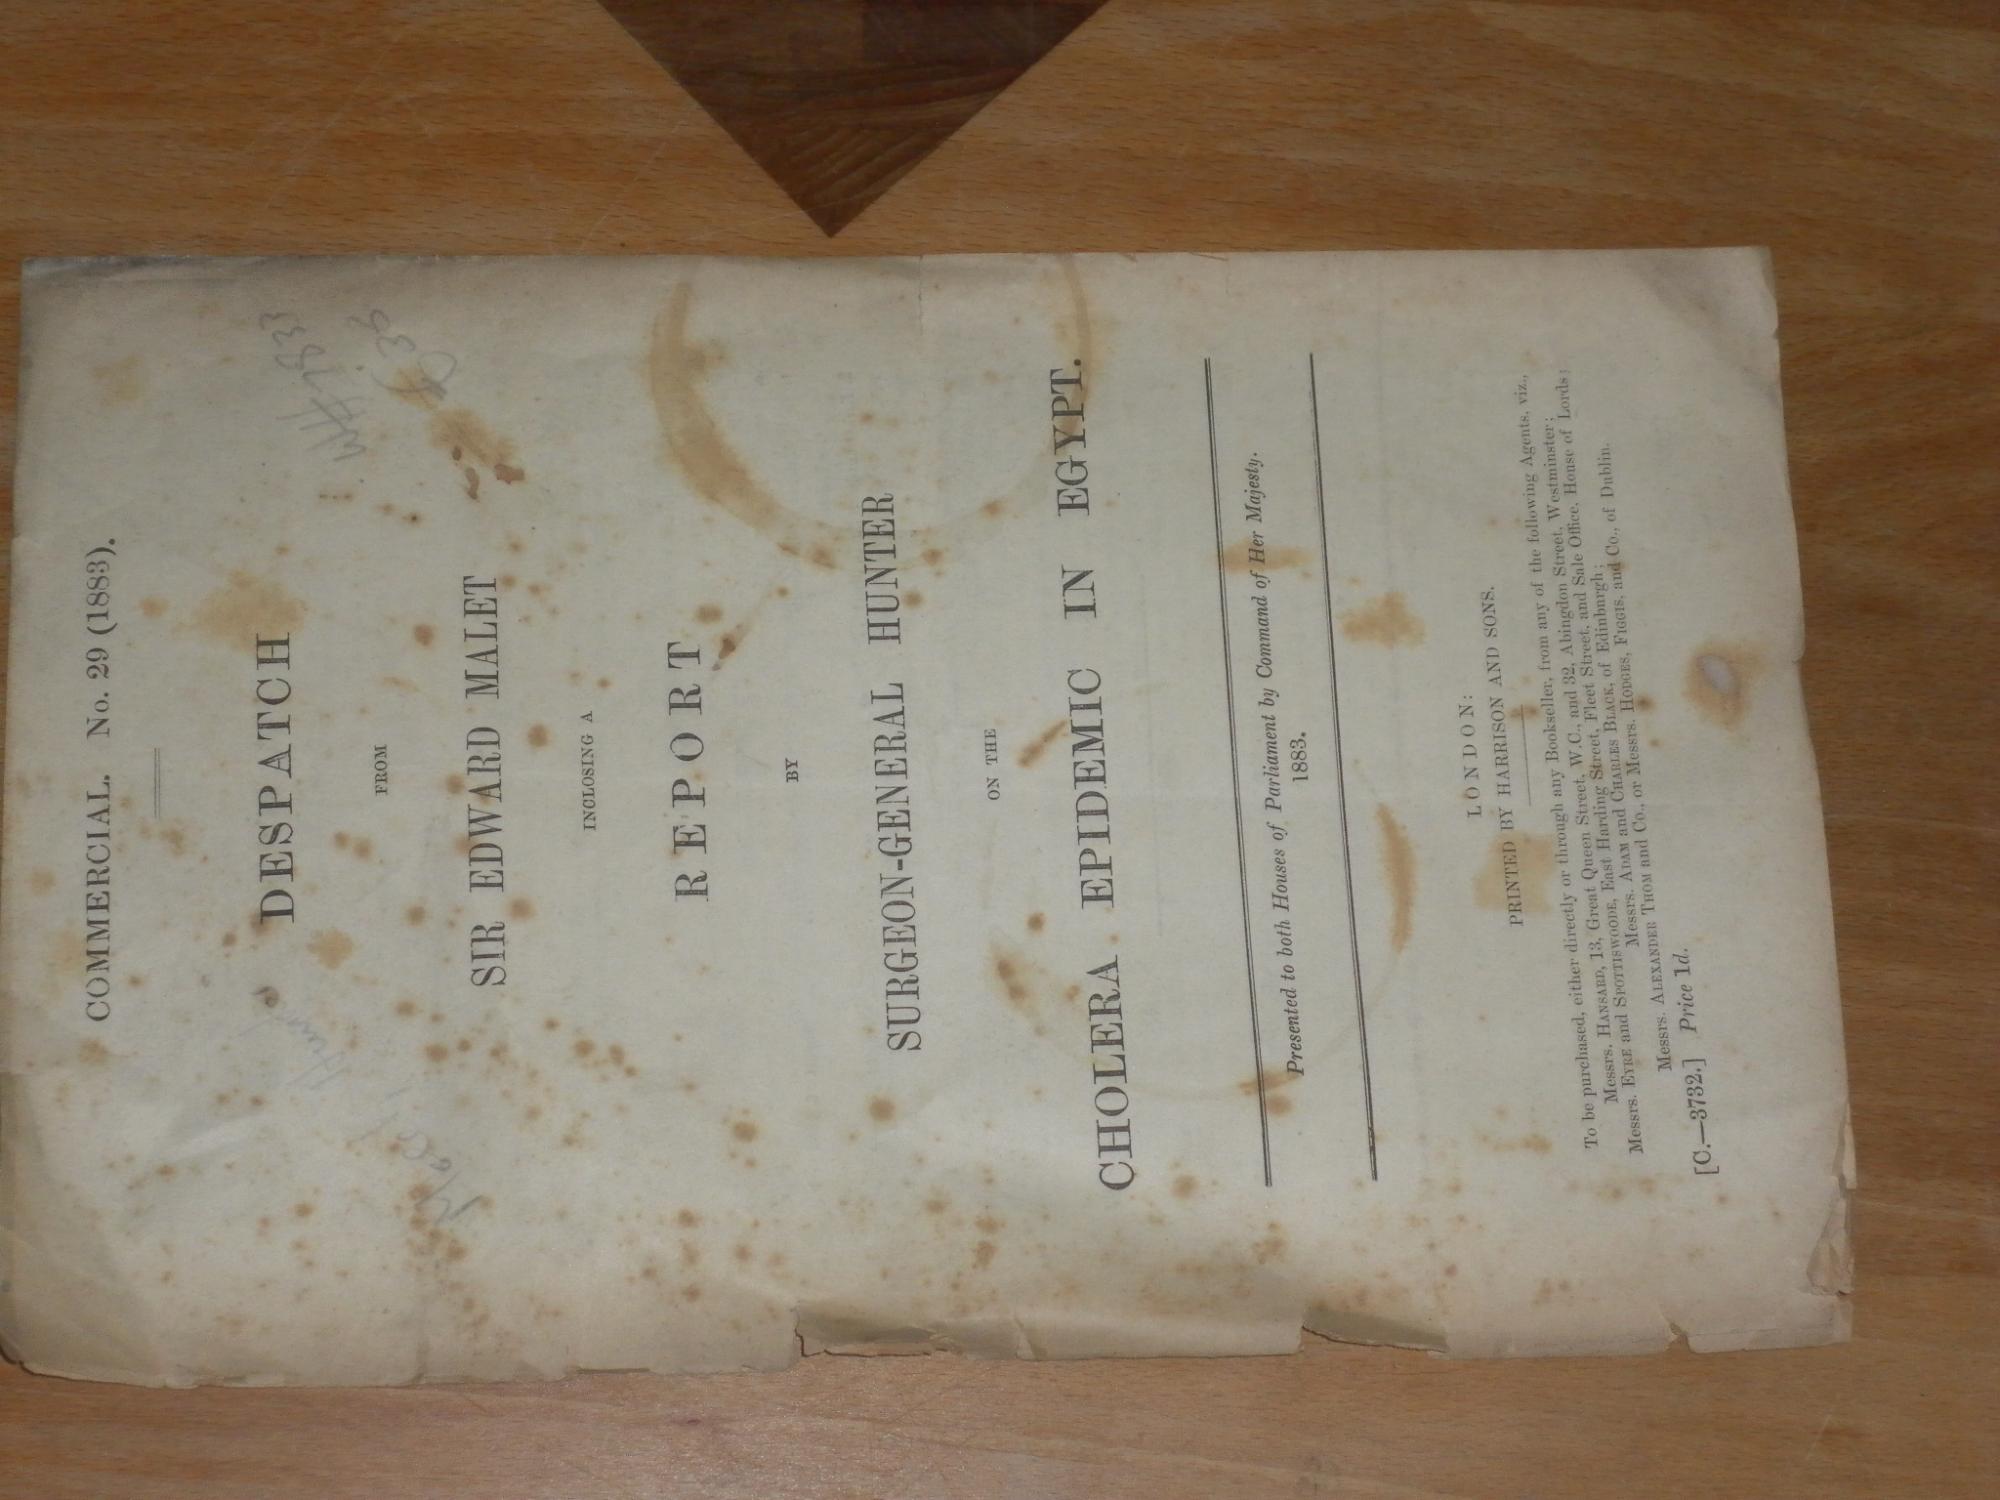 COMMERCIAL. No. 29 (1883).
DESPATCH
FROM
SIR EDWARD MALET
INCLOSING A
REPORT
BY
SURGEON-GENERAL HUNTER
ON THE
CHOLERA EPIDEMIC IN EGYPT.
Presented to both Houses of Parliament by Command of Her Majesty.
1883.
LONDON:
PRINTED BY HARRISON AND SONS.
To be purchased, either directly or through any Bookseller, from any of the following Agents, viz.,
Messrs. HANSARD, 13, Great Queen Street, W.C., and 32, Abingdon Street, Westminster;
Messrs. EYRE and SPOTTISWOODE, East Harding Street, Fleet Street, and Sale Office, House of Lords;
Messrs. ADAM and CHARLES BLACK, of Edinburgh;
Messrs. ALEXANDER THOM and Co., or Messrs. HODGES, FIGGIS, and Co., of Dublin.
[C.—3732.] Price 1d.